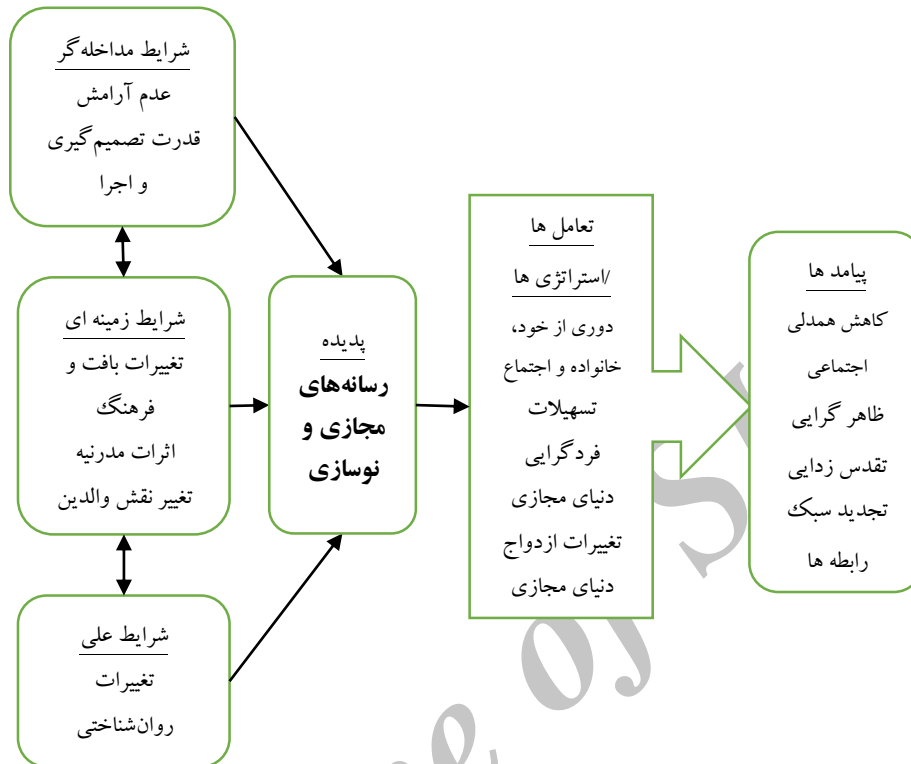 شرایط مداخله‌گر
عدم آرامش
قدرت تصمیم‌گیری
و اجرا
شرایط زمینه ای
تغییرات بافت و
فرهنگ
اثرات مدرنیه
تغییر نقش والدین
شرایط علی
تغییرات
روان‌شناختی
پدیده
رسانه‌های
مجازی و
نوسازی
تعامل ها
/استراتژی ها
دوری از خود،
خانواده و اجتماع
تسهیلات
فردگرایی
دنیای مجازی
تغییرات ازدواج
دنیای مجازی
پیامد ها
کاهش همدلی
اجتماعی
ظاهر گرایی
تقدس زدایی
تجدید سبک
رابطه ها